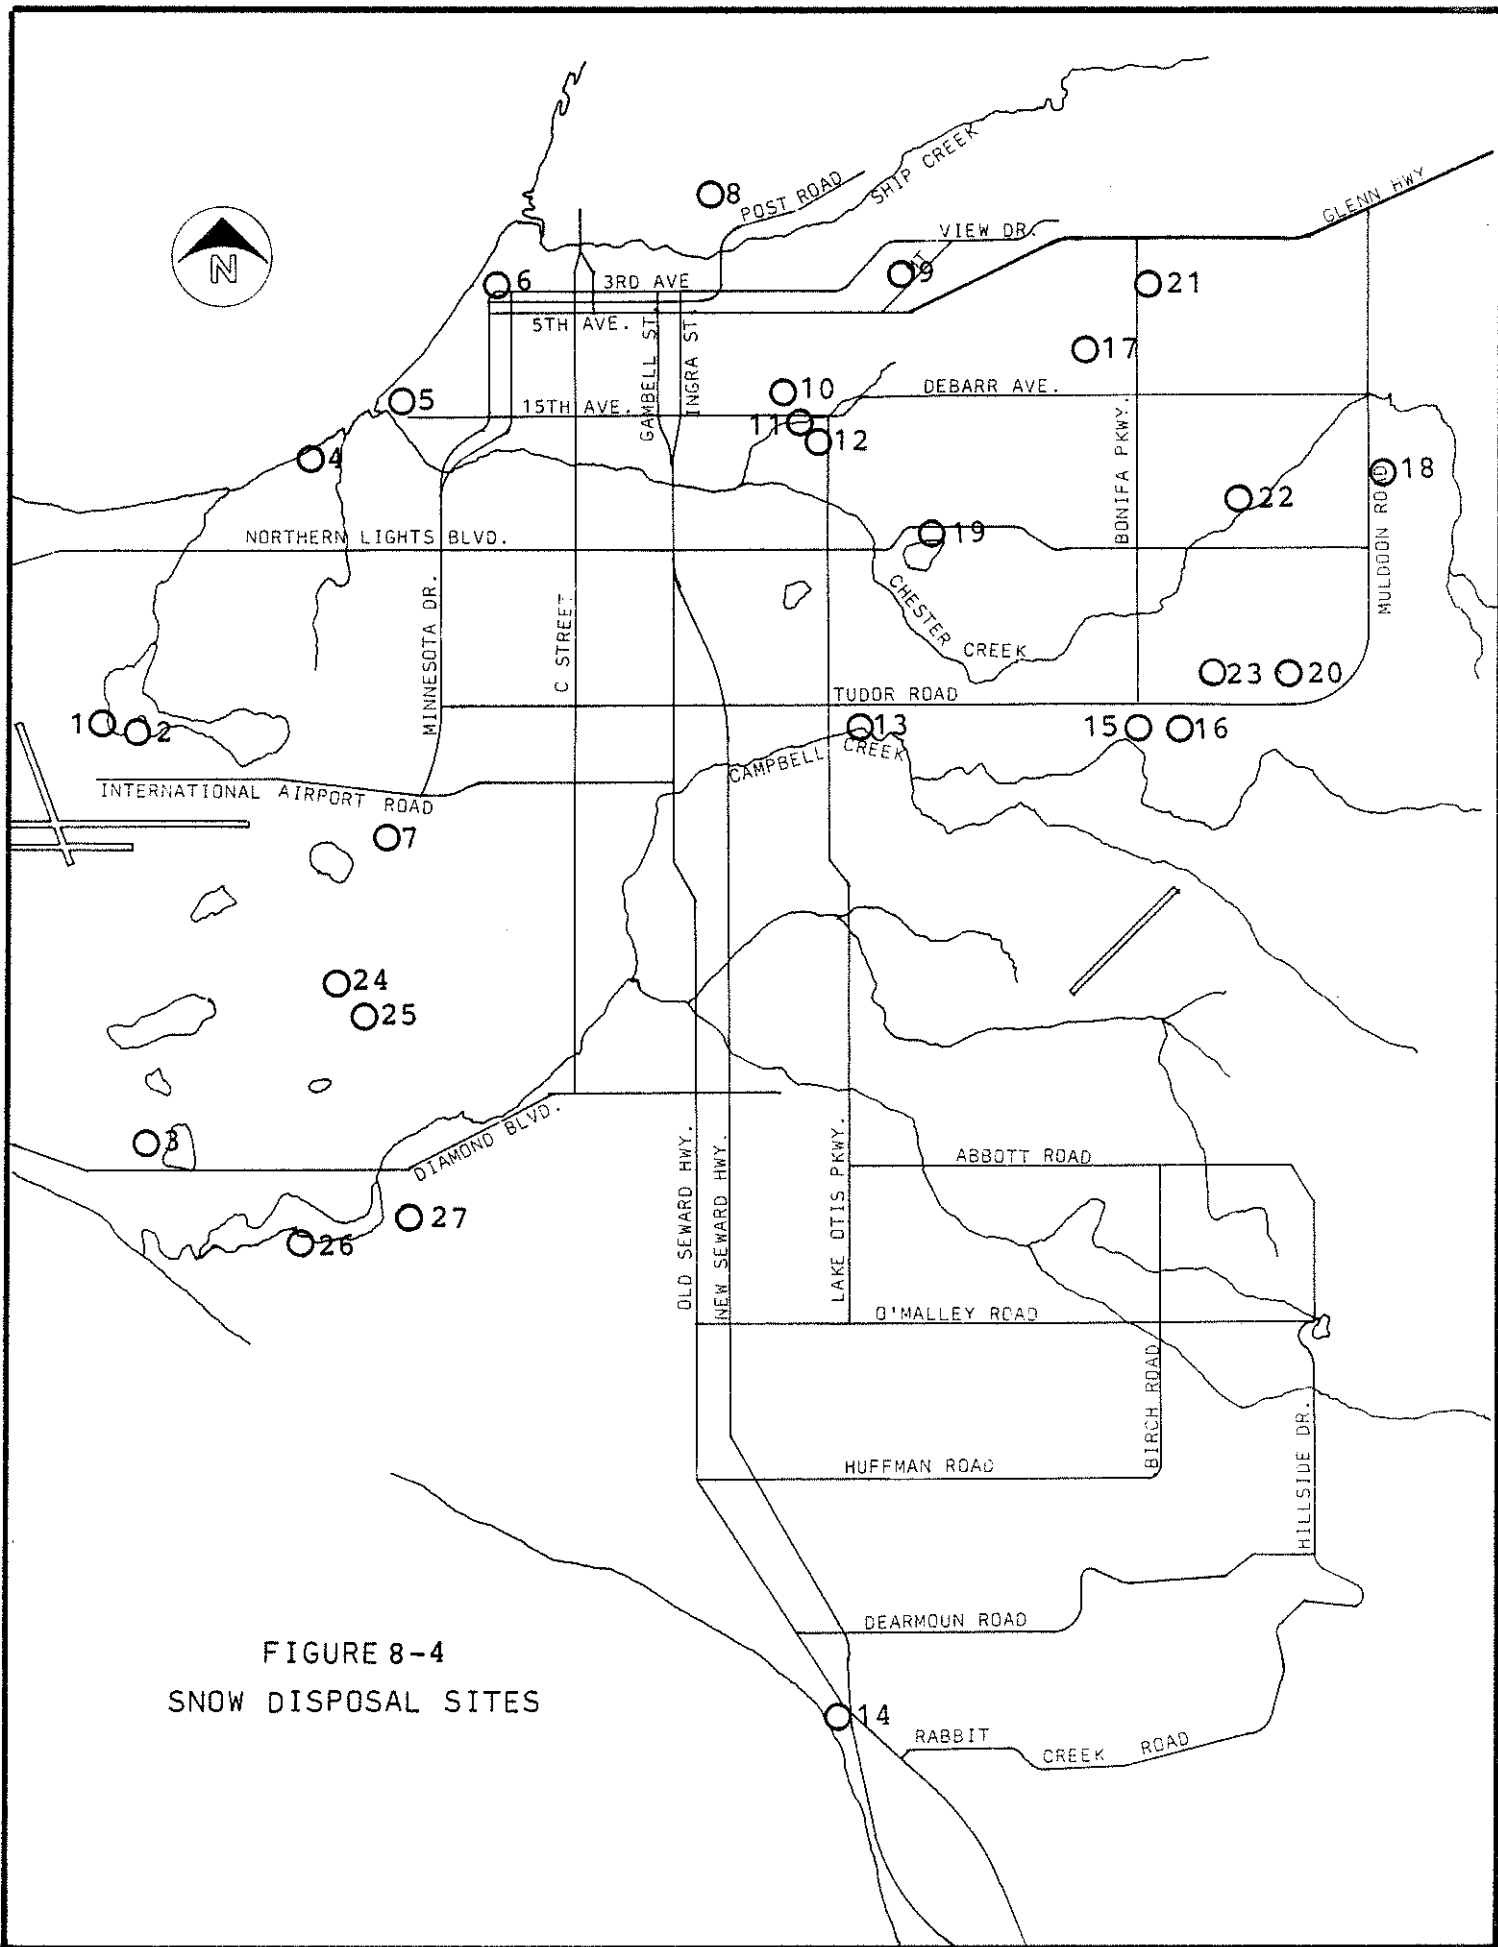 8
POST ROAD
SHIP CREEK
GLENN HWY
VIEW DR.
MT
N
6
3RD AVE
9
21
5TH AVE.
GAMBELL ST.
INGRA ST.
17
5
15TH AVE.
10
DEBARR AVE.
11
12
4
BONIFA PKWY.
18
22
MULDOON ROAD
NORTHERN LIGHTS BLVD.
19
MINNESOTA DR.
C STREET
CHESTER
CREEK
23
20
TUDOR ROAD
1
2
13
15
16
CAMPBELL CREEK
INTERNATIONAL AIRPORT ROAD
7
24
25
3
DIAMOND BLVD.
OLD SEWARD HWY.
NEW SEWARD HWY.
LAKE OTIS PKWY.
ABBOTT ROAD
27
26
O'MALLEY ROAD
BIRCH ROAD
HILLSIDE DR.
HUFFMAN ROAD
DEARMOUN ROAD
14
RABBIT CREEK ROAD
FIGURE 8-4
SNOW DISPOSAL SITES